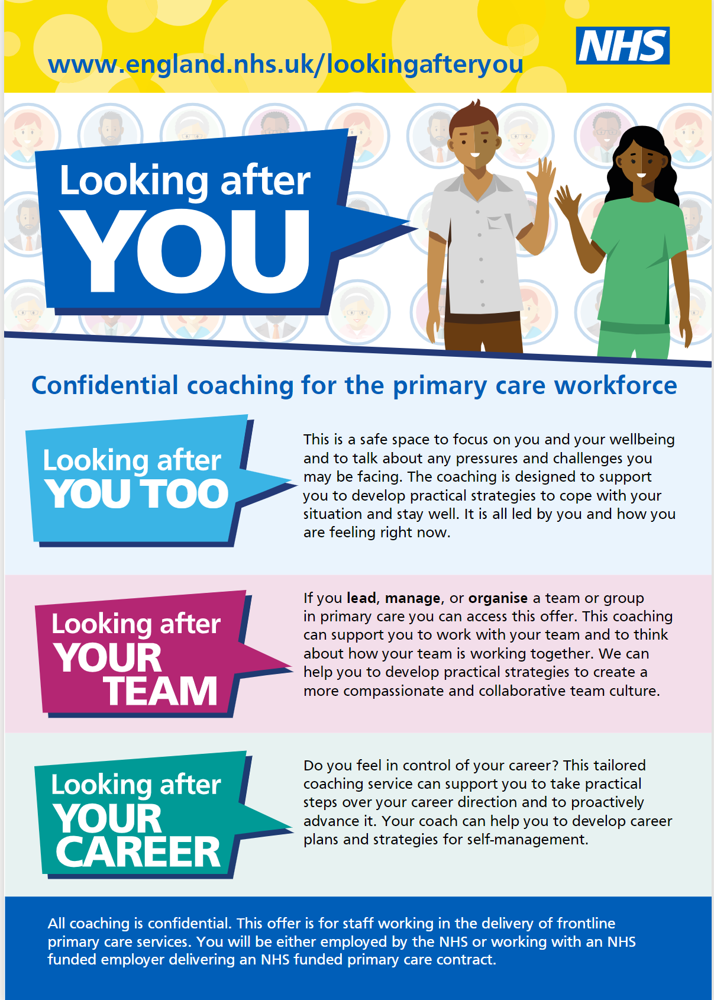 www.england.nhs.uk/lookingafteryou
NHS
Looking after
YOU
Confidential coaching for the primary care workforce
Looking after
YOU TOO
This is a safe space to focus on you and your wellbeing
and to talk about any pressures and challenges you
may be facing. The coaching is designed to support
you to develop practical strategies to cope with your
situation and stay well. It is all led by you and how you
are feeling right now.
Looking after
YOUR
TEAM
If you lead, manage, or organise a team or group
in primary care you can access this offer. This coaching
can support you to work with your team and to think
about how your team is working together. We can
help you to develop practical strategies to create a
more compassionate and collaborative team culture.
Looking after
YOUR
CAREER
Do you feel in control of your career? This tailored
coaching service can support you to take practical
steps over your career direction and to proactively
advance it. Your coach can help you to develop career
plans and strategies for self-management.
All coaching is confidential. This offer is for staff working in the delivery of frontline
primary care services. You will be either employed by the NHS or working with an NHS
funded employer delivering an NHS funded primary care contract.